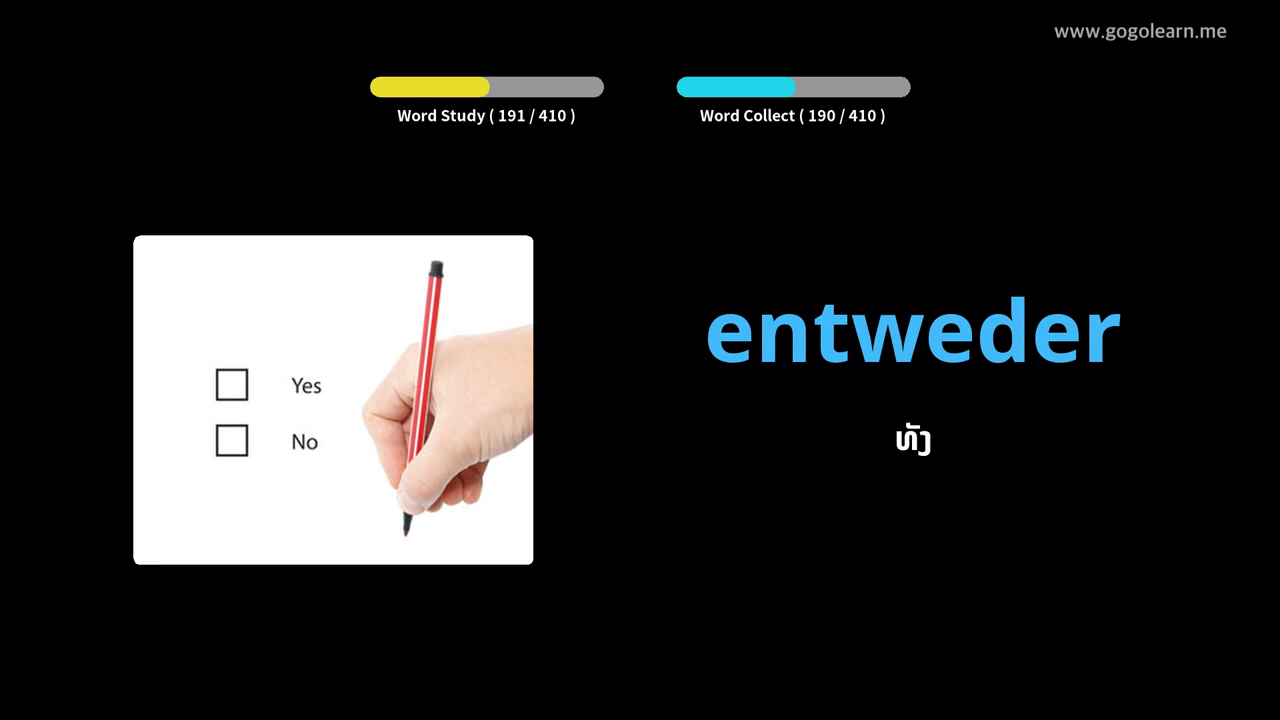 www.gogolearn.me
Word Study ( 191 / 410 )
Word Collect ( 190 / 410 )
Yes
No
entweder
ທັງ